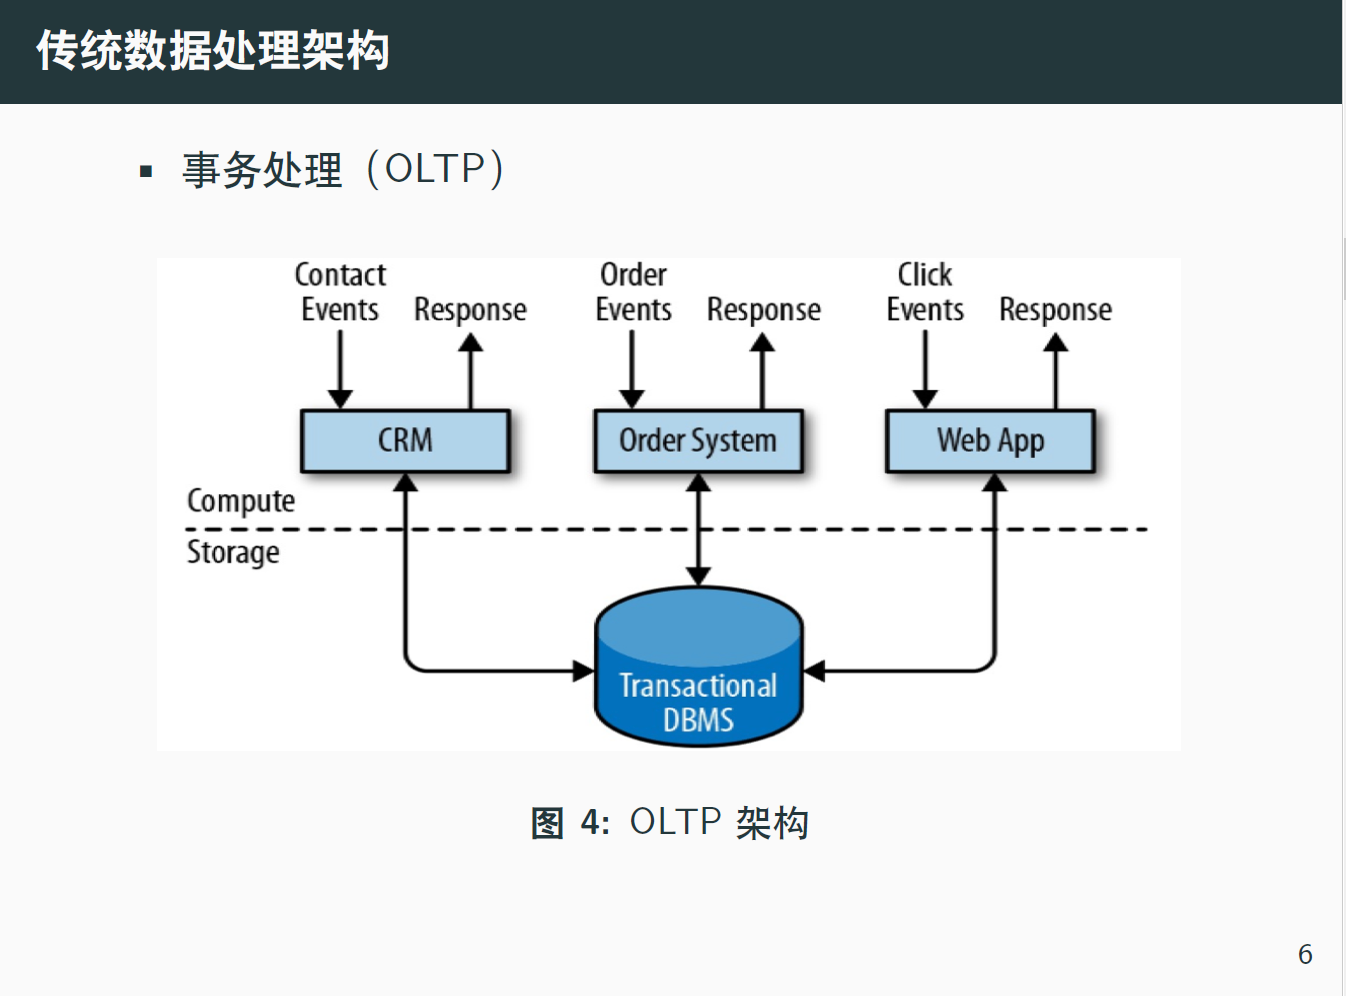 传统数据处理架构
▪ 事务处理（OLTP）
Contact Events
Response
Order Events
Response
Click Events
Response
CRM
Order System
Web App
Compute
Storage
Transactional
DBMS
图 4: OLTP 架构
6